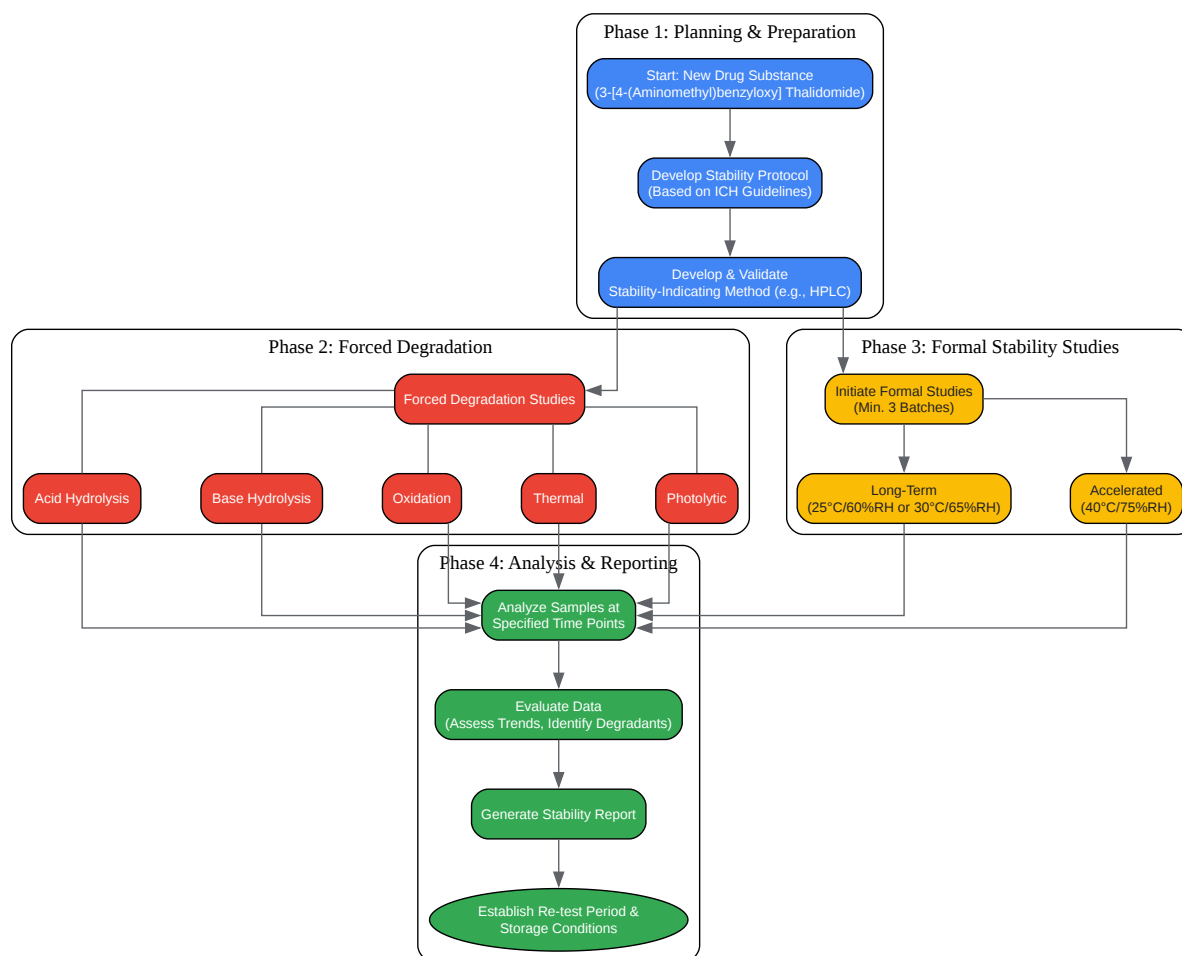 Phase 1: Planning & Preparation
Start: New Drug Substance
(3-[4-(Aminomethyl)benzyloxy] Thalidomide)
Develop Stability Protocol
(Based on ICH Guidelines)
Develop & Validate
Stability-Indicating Method (e.g., HPLC)
Phase 2: Forced Degradation
Forced Degradation Studies
Acid Hydrolysis
Base Hydrolysis
Oxidation
Thermal
Photolytic
Phase 3: Formal Stability Studies
Initiate Formal Studies
(Min. 3 Batches)
Long-Term
(25°C/60%RH or 30°C/65%RH)
Accelerated
(40°C/75%RH)
Phase 4: Analysis & Reporting
Analyze Samples at
Specified Time Points
Evaluate Data
(Assess Trends, Identify Degradants)
Generate Stability Report
Establish Re-test Period &
Storage Conditions